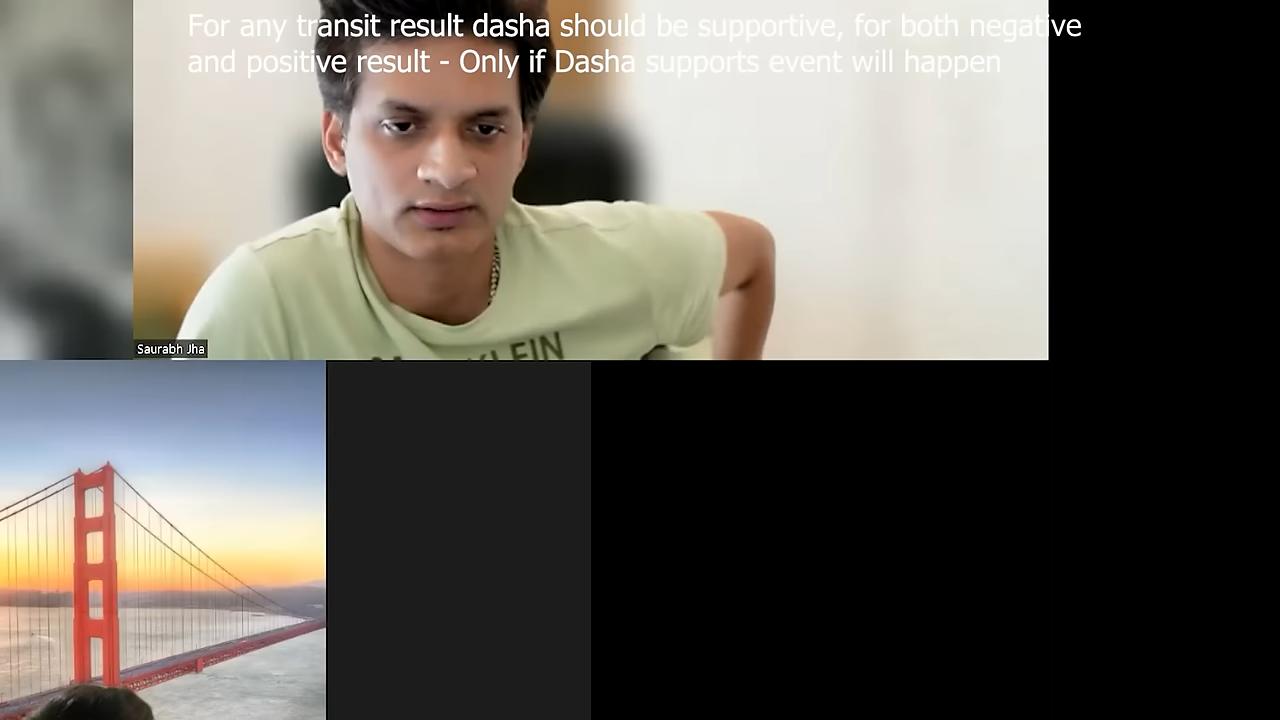 For any transit result dasha should be supportive, for both negative
and positive result - Only if Dasha supports event will happen
KLEIN
Saurabh Jha